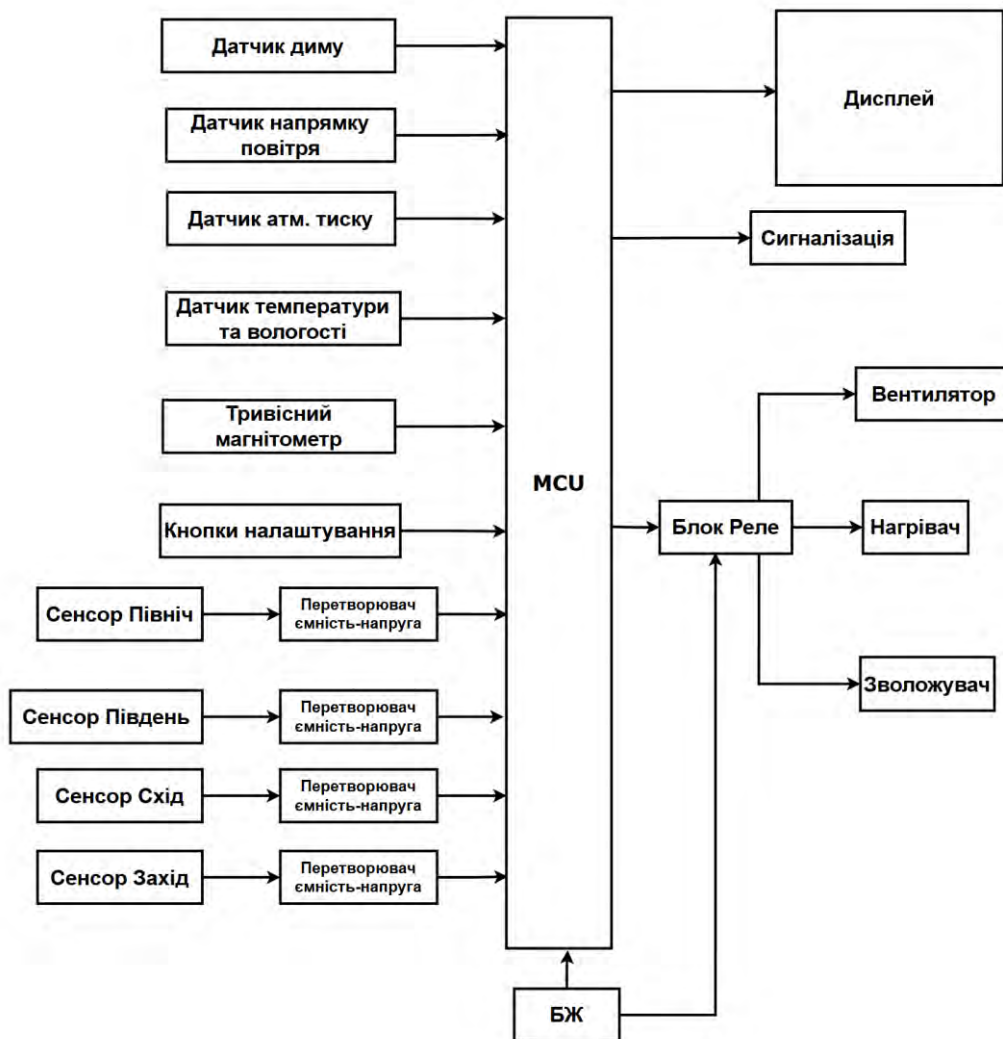 Датчик диму
Датчик напрямку
повітря
Датчик атм. тиску
Датчик температури
та вологості
Тривісний
магнітометр
Кнопки налаштування
Сенсор Північ
Перетворювач
ємність-напруга
Сенсор Південь
Перетворювач
ємність-напруга
Сенсор Схід
Перетворювач
ємність-напруга
Сенсор Захід
Перетворювач
ємність-напруга
MCU
БЖ
Дисплей
Сигналізація
Блок Реле
Вентилятор
Нагрівач
Зволожувач